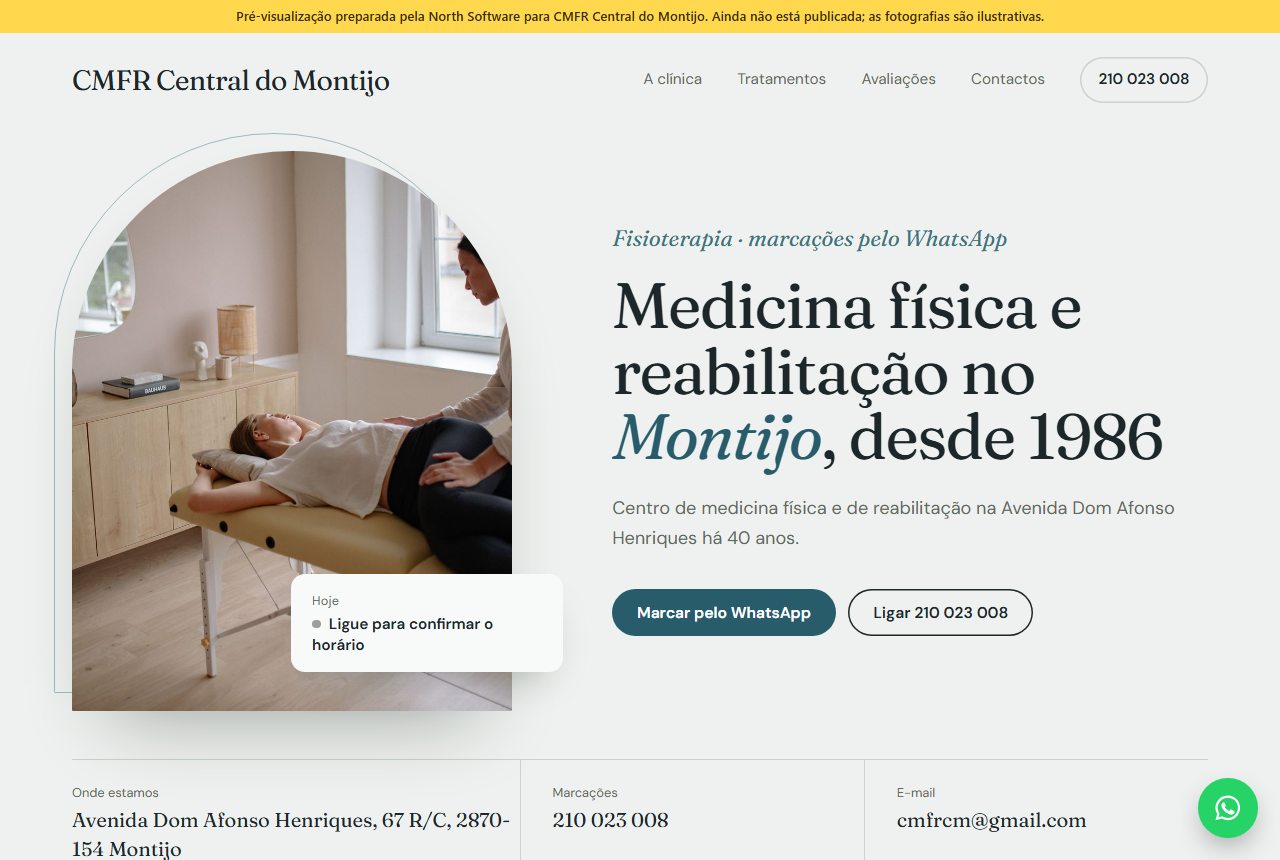 Pré-visualização preparada pela North Software para CMFR Central do Montijo. Ainda não está publicada; as fotografias são ilustrativas.
CMFR Central do Montijo
A clínica
Tratamentos
Avaliações
Contactos
210 023 008
Fisioterapia · marcações pelo WhatsApp
Medicina física e
reabilitação no
Montijo, desde 1986
Centro de medicina física e de reabilitação na Avenida Dom Afonso
Henriques há 40 anos.
Marcar pelo WhatsApp
Ligar 210 023 008
BAUHAUS
Hoje
Ligue para confirmar o
horário
Onde estamos
Avenida Dom Afonso Henriques, 67 R/C, 2870-
154 Montijo
Marcações
210 023 008
E-mail
cmfrcm@gmail.com